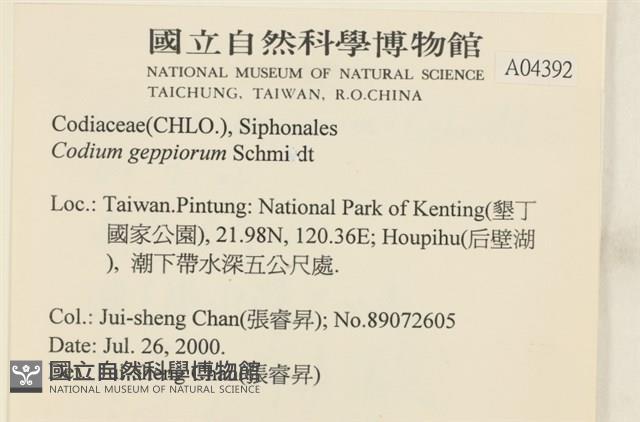 國立自然科學博物館
NATIONAL MUSEUM OF NATURAL SCIENCE
TAICHUNG, TAIWAN, R.O.CHINA
A04392
Codiaceae(CHLO.), Siphonales
Codium geppiorum Schmi dt
Loc.: Taiwan.Pintung: National Park of Kenting(墾丁
國家公園), 21.98N, 120.36E; Houpihu(后壁湖
), 潮下帶水深五公尺處.
Col.: Jui-sheng Chan(張睿昇); No.89072605
Date: Jul. 26, 2000.
張睿昇)
國立自然科學博物館
NATIONAL MUSEUM OF NATURAL SCIENCE